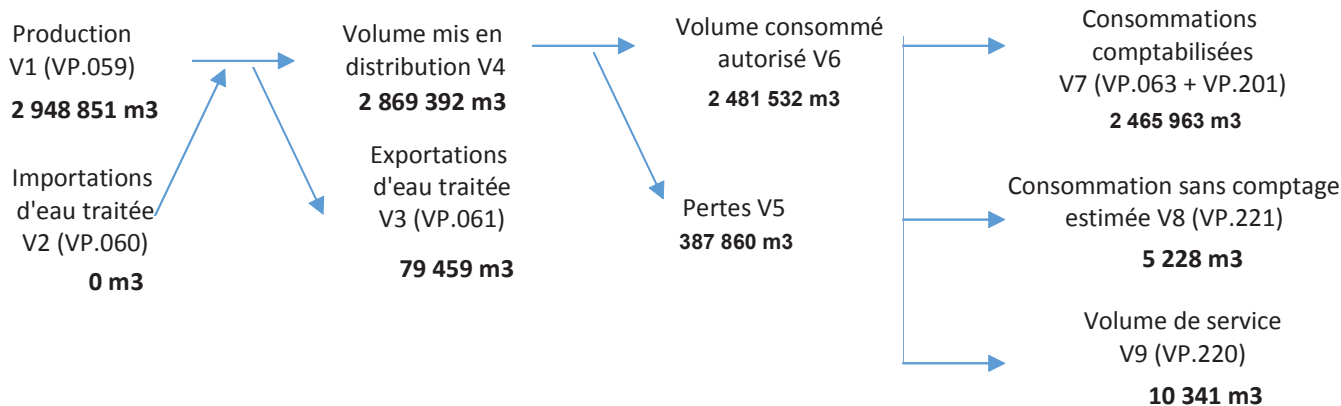 Production
V1 (VP.059)
2 948 851 m3
Importations
d'eau traitée
V2 (VP.060)
0 m3
Volume mis en
distribution V4
2 869 392 m3
Exportations
d'eau traitée
V3 (VP.061)
79 459 m3
Volume consommé
autorisé V6
2 481 532 m3
Pertes V5
387 860 m3
Consommations
comptabilisées
V7 (VP.063 + VP.201)
2 465 963 m3
Consommation sans comptage
estimée V8 (VP.221)
5 228 m3
Volume de service
V9 (VP.220)
10 341 m3